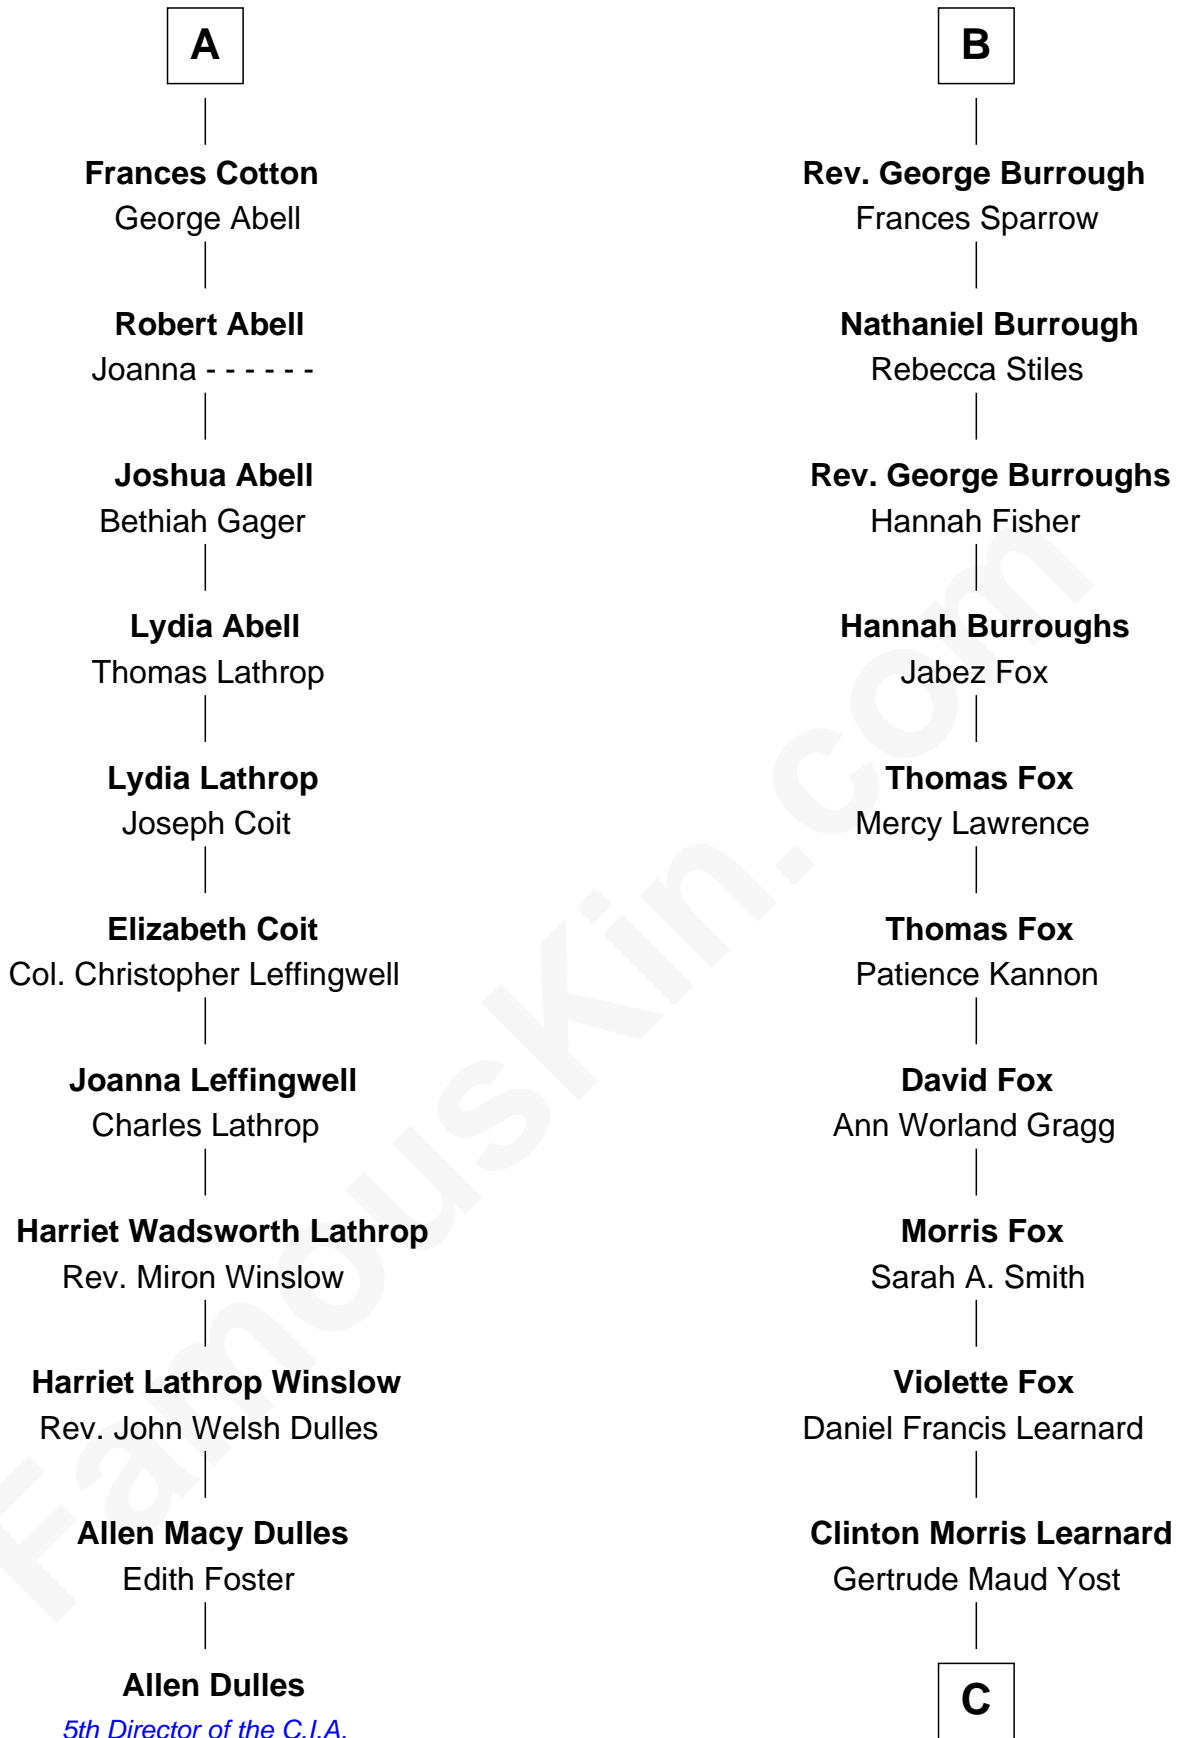 A
Frances Cotton
George Abell
Robert Abell
Joanna - - - - - -
Joshua Abell
Bethiah Gager
Lydia Abell
Thomas Lathrop
Lydia Lathrop
Joseph Coit
Elizabeth Coit
Col. Christopher Leffingwell
Joanna Leffingwell
Charles Lathrop
Harriet Wadsworth Lathrop
Rev. Miron Winslow
Harriet Lathrop Winslow
Rev. John Welsh Dulles
Allen Macy Dulles
Edith Foster
Allen Dulles
5th Director of the C.I.A.
B
Rev. George Burrough
Frances Sparrow
Nathaniel Burrough
Rebecca Stiles
Rev. George Burroughs
Hannah Fisher
Hannah Burroughs
Jabez Fox
Thomas Fox
Mercy Lawrence
Thomas Fox
Patience Kannon
David Fox
Ann Worland Gragg
Morris Fox
Sarah A. Smith
Violette Fox
Daniel Francis Learnard
Clinton Morris Learnard
Gertrude Maud Yost
C
FamousKin.com